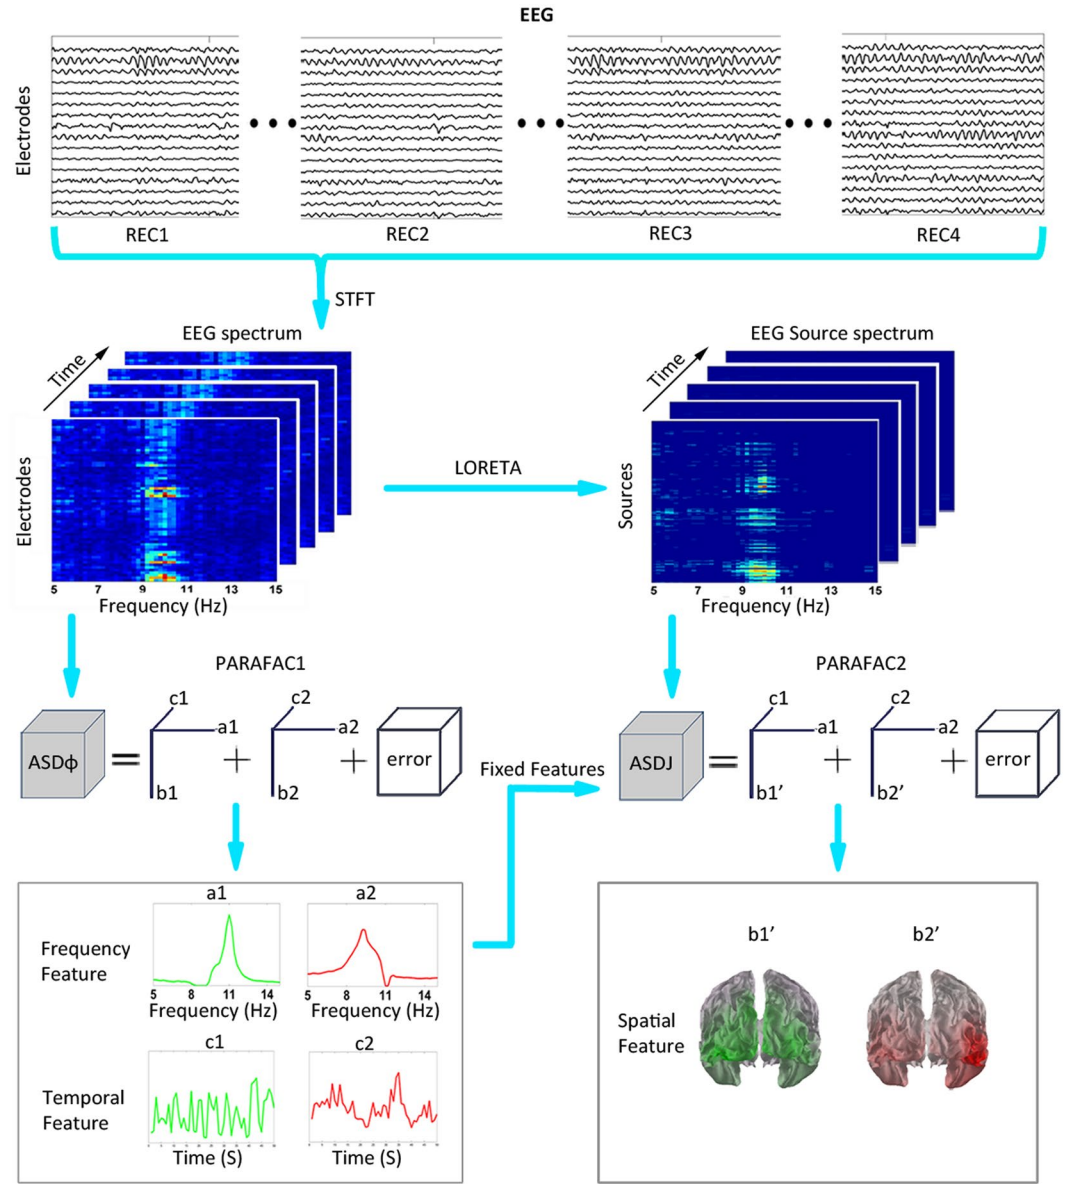 EEG
Electrodes
REC1
REC2
REC3
REC4
STFT
EEG spectrum
EEG Source spectrum
Time
Time
Electrodes
LORETA
Sources
5 7 9 11 13 15
Frequency (Hz)
5 7 9 11 13 15
Frequency (Hz)
PARAFAC1
PARAFAC2
c1
c2
c1
c2
ASDϕ
=
a1
+
a2
+
error
b1
b2
Fixed Features
ASDJ
=
a1
+
a2
+
error
b1’
b2’
a1
a2
Frequency
Feature
5 8 11 14
Frequency (Hz)
5 8 11 14
Frequency (Hz)
c1
c2
Temporal
Feature
Time (S)
Time (S)
b1’
b2’
Spatial
Feature